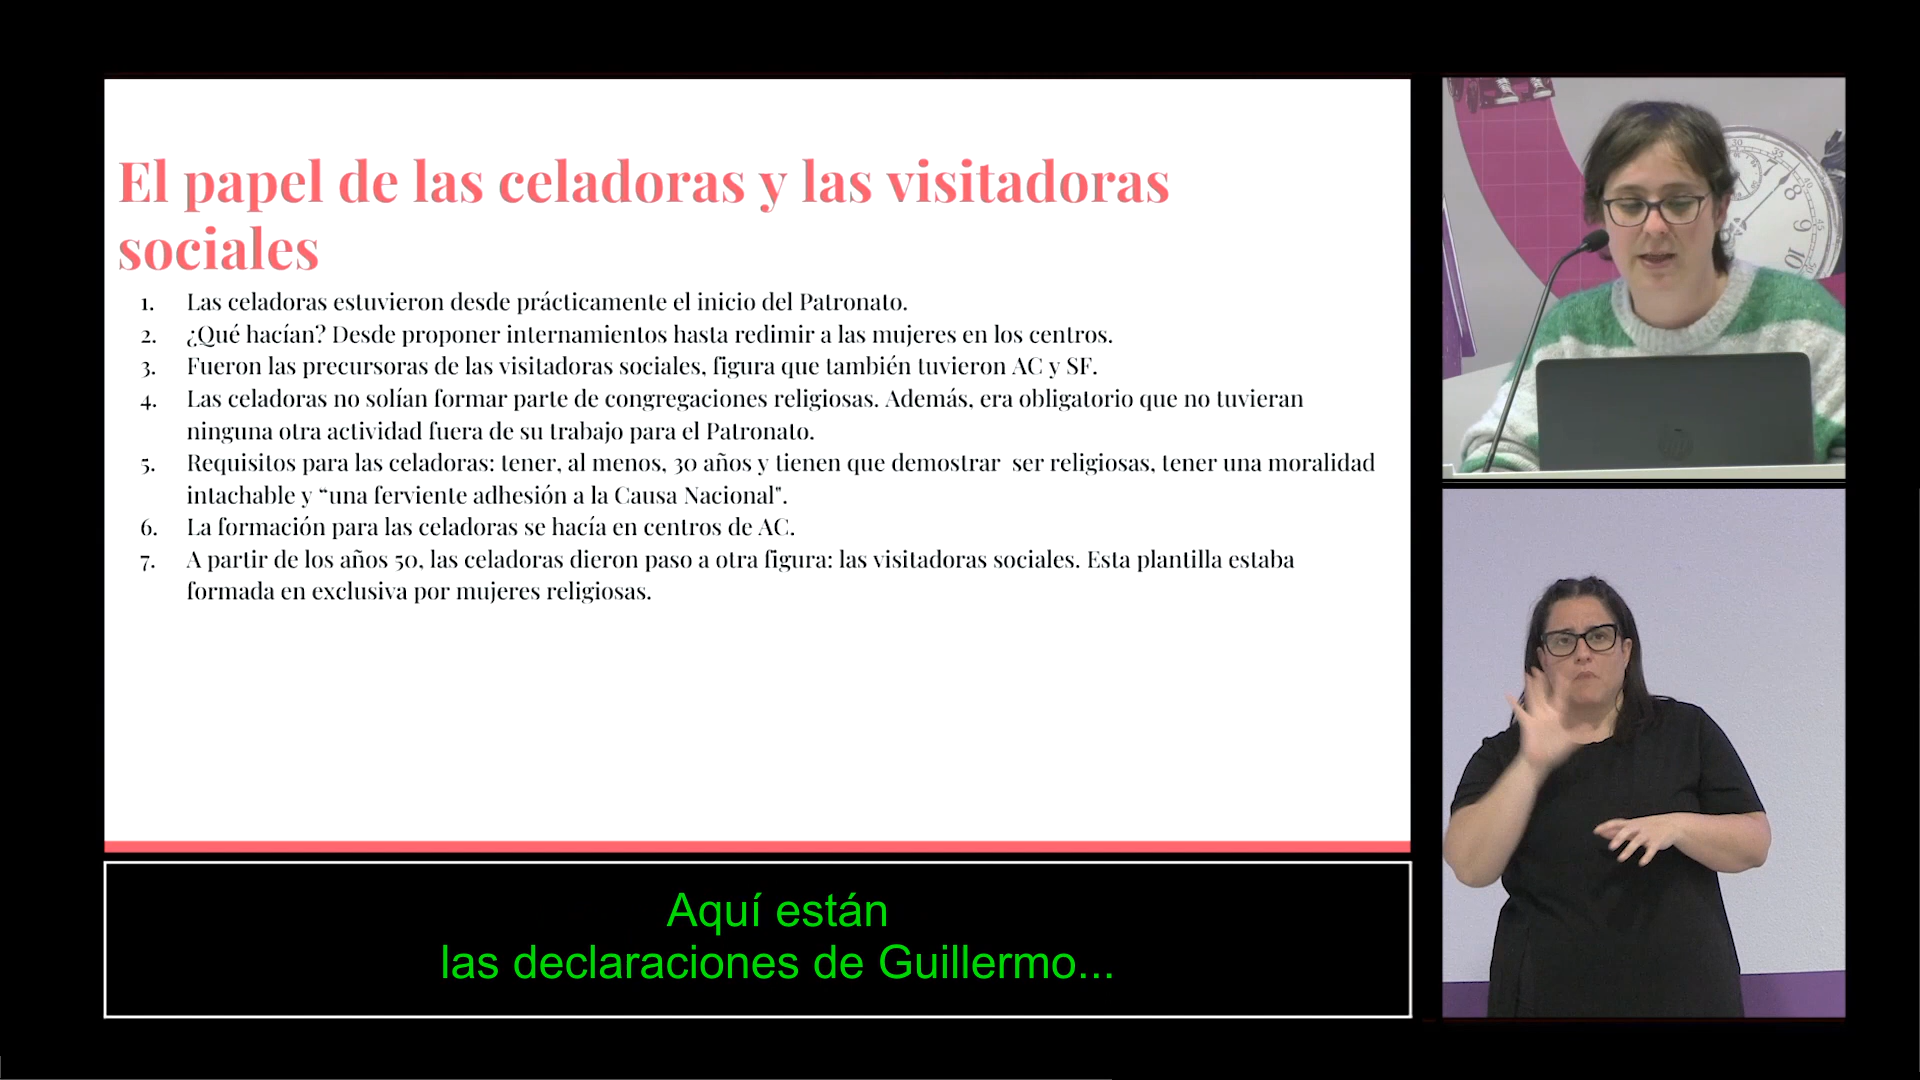 El papel de las celadoras y las visitadoras
sociales
1. Las celadoras estuvieron desde prácticamente el inicio del Patronato.
2. ¿Qué hacían? Desde proponer internamientos hasta redimir a las mujeres en los centros.
3. Fueron las precursoras de las visitadoras sociales, figura que también tuvieron AC y SF.
4. Las celadoras no solían formar parte de congregaciones religiosas. Además, era obligatorio que no tuvieran
ninguna otra actividad fuera de su trabajo para el Patronato.
5. Requisitos para las celadoras: tener, al menos, 30 años y tienen que demostrar  ser religiosas, tener una moralidad
intachable y “una ferviente adhesión a la Causa Nacional".
6. La formación para las celadoras se hacía en centros de AC.
7. A partir de los años 50, las celadoras dieron paso a otra figura: las visitadoras sociales. Esta plantilla estaba
formada en exclusiva por mujeres religiosas.
Aquí están
las declaraciones de Guillermo...